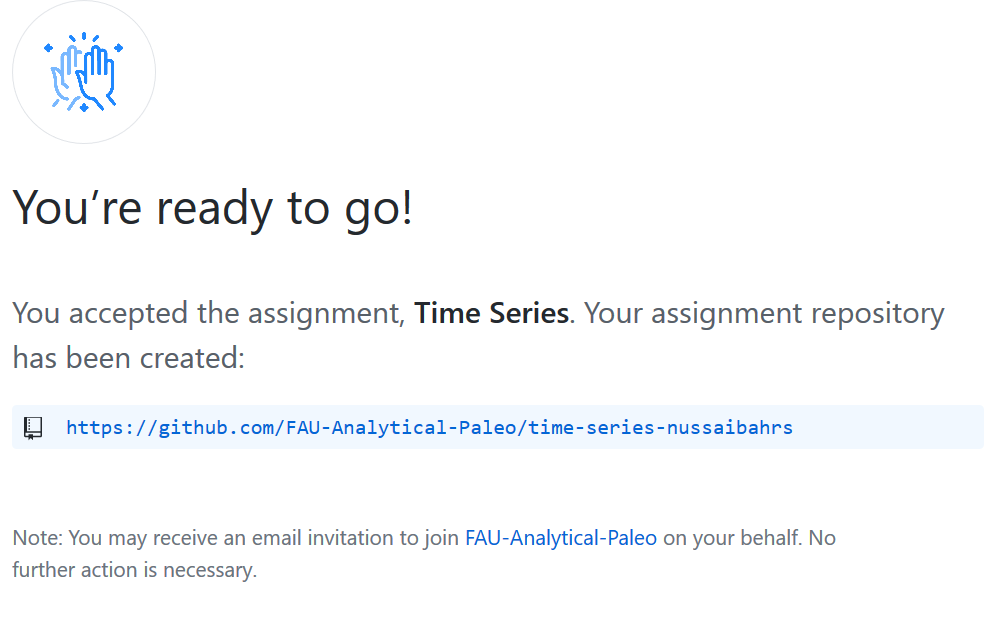 You’re ready to go!
You accepted the assignment, Time Series. Your assignment repository
has been created:
https://github.com/FAU-Analytical-Paleo/time-series-nussaibahrs
Note: You may receive an email invitation to join FAU-Analytical-Paleo on your behalf. No
further action is necessary.